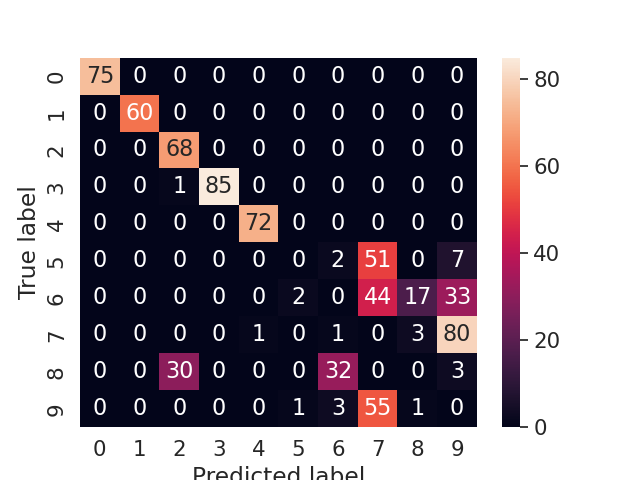 True label
0 75 0 0 0 0 0 0 0 0 0
1 0 60 0 0 0 0 0 0 0 0
2 0 0 68 0 0 0 0 0 0 0
3 0 0 1 85 0 0 0 0 0 0
4 0 0 0 0 72 0 0 0 0 0
5 0 0 0 0 0 0 2 51 0 7
6 0 0 0 0 0 2 0 44 17 33
7 0 0 0 0 1 0 1 0 3 80
8 0 0 30 0 0 0 32 0 0 3
9 0 0 0 0 0 1 3 55 1 0
0 1 2 3 4 5 6 7 8 9
Predicted label
80
60
40
20
0